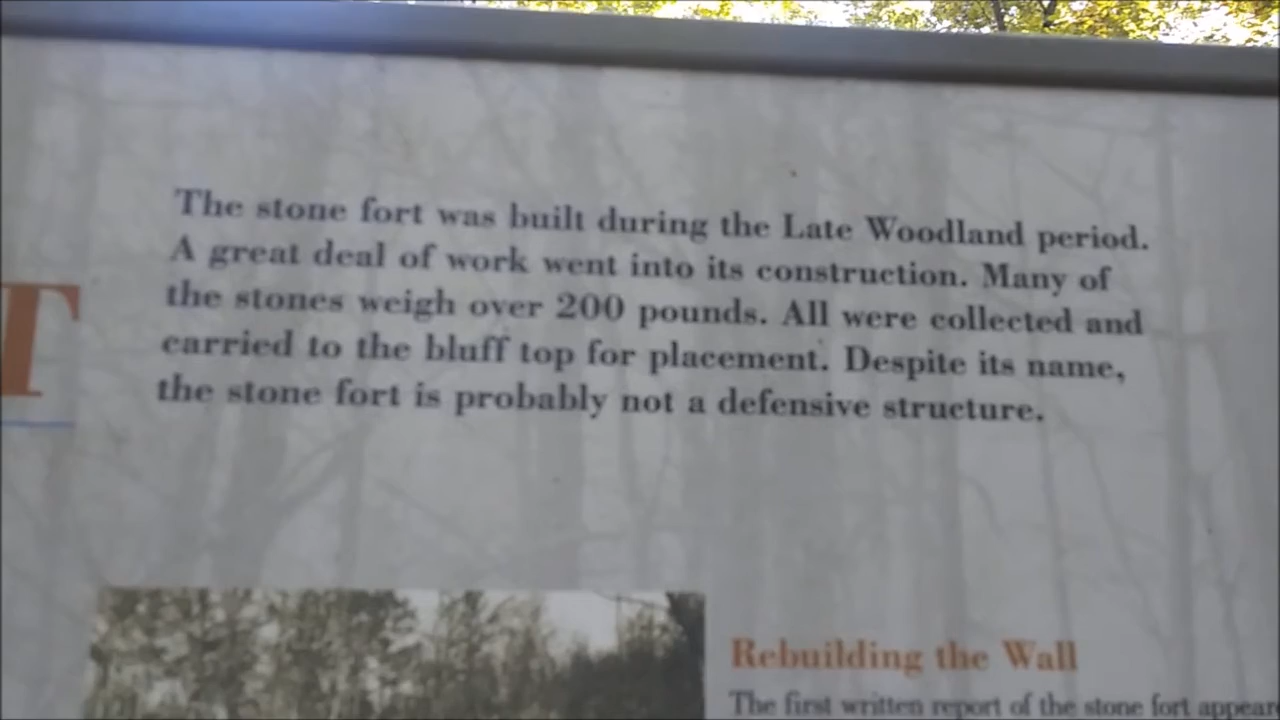 The stone fort was built during the Late Woodland period.
A great deal of work went into its construction. Many of
the stones weigh over 200 pounds. All were collected and
carried to the bluff top for placement. Despite its name,
the stone fort is probably not a defensive structure.
T
Rebuilding the Wall
The first written report of the stone fort appear